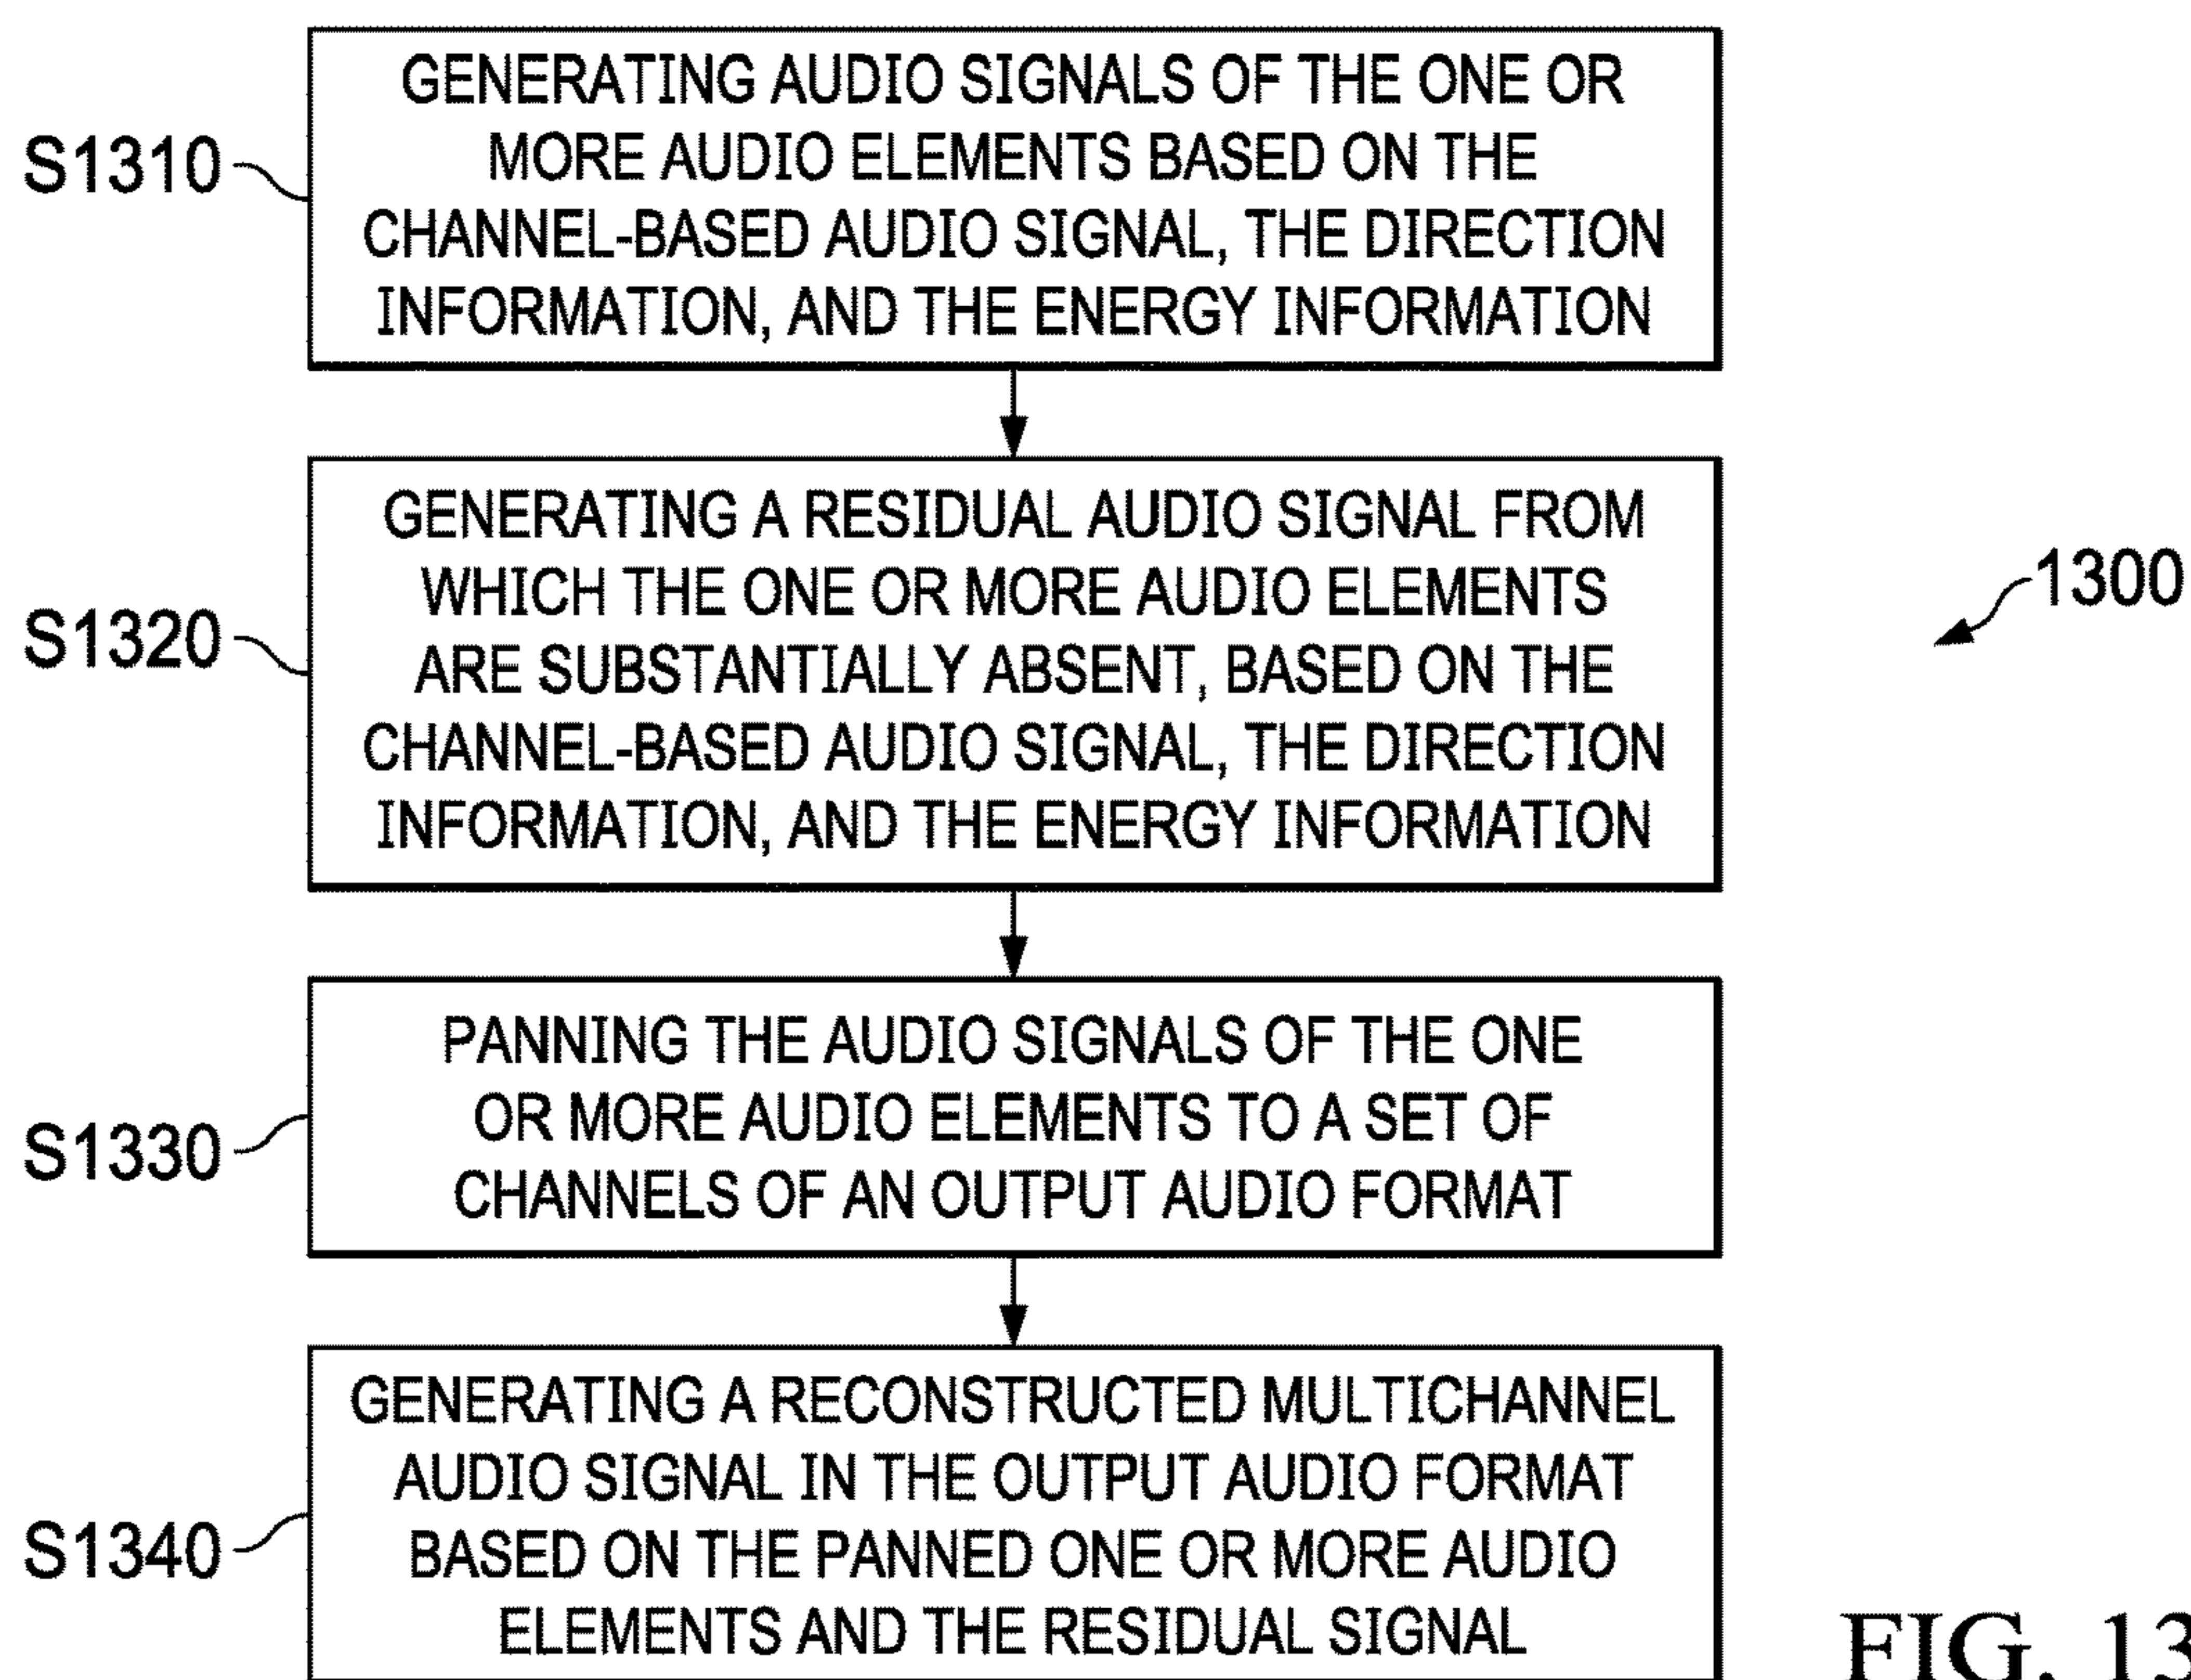 S1310
GENERATING AUDIO SIGNALS OF THE ONE OR
MORE AUDIO ELEMENTS BASED ON THE
CHANNEL-BASED AUDIO SIGNAL, THE DIRECTION
INFORMATION, AND THE ENERGY INFORMATION
S1320
GENERATING A RESIDUAL AUDIO SIGNAL FROM
WHICH THE ONE OR MORE AUDIO ELEMENTS
ARE SUBSTANTIALLY ABSENT, BASED ON THE
CHANNEL-BASED AUDIO SIGNAL, THE DIRECTION
INFORMATION, AND THE ENERGY INFORMATION
1300
S1330
PANNING THE AUDIO SIGNALS OF THE ONE
OR MORE AUDIO ELEMENTS TO A SET OF
CHANNELS OF AN OUTPUT AUDIO FORMAT
S1340
GENERATING A RECONSTRUCTED MULTICHANNEL
AUDIO SIGNAL IN THE OUTPUT AUDIO FORMAT
BASED ON THE PANNED ONE OR MORE AUDIO
ELEMENTS AND THE RESIDUAL SIGNAL
FIG. 13